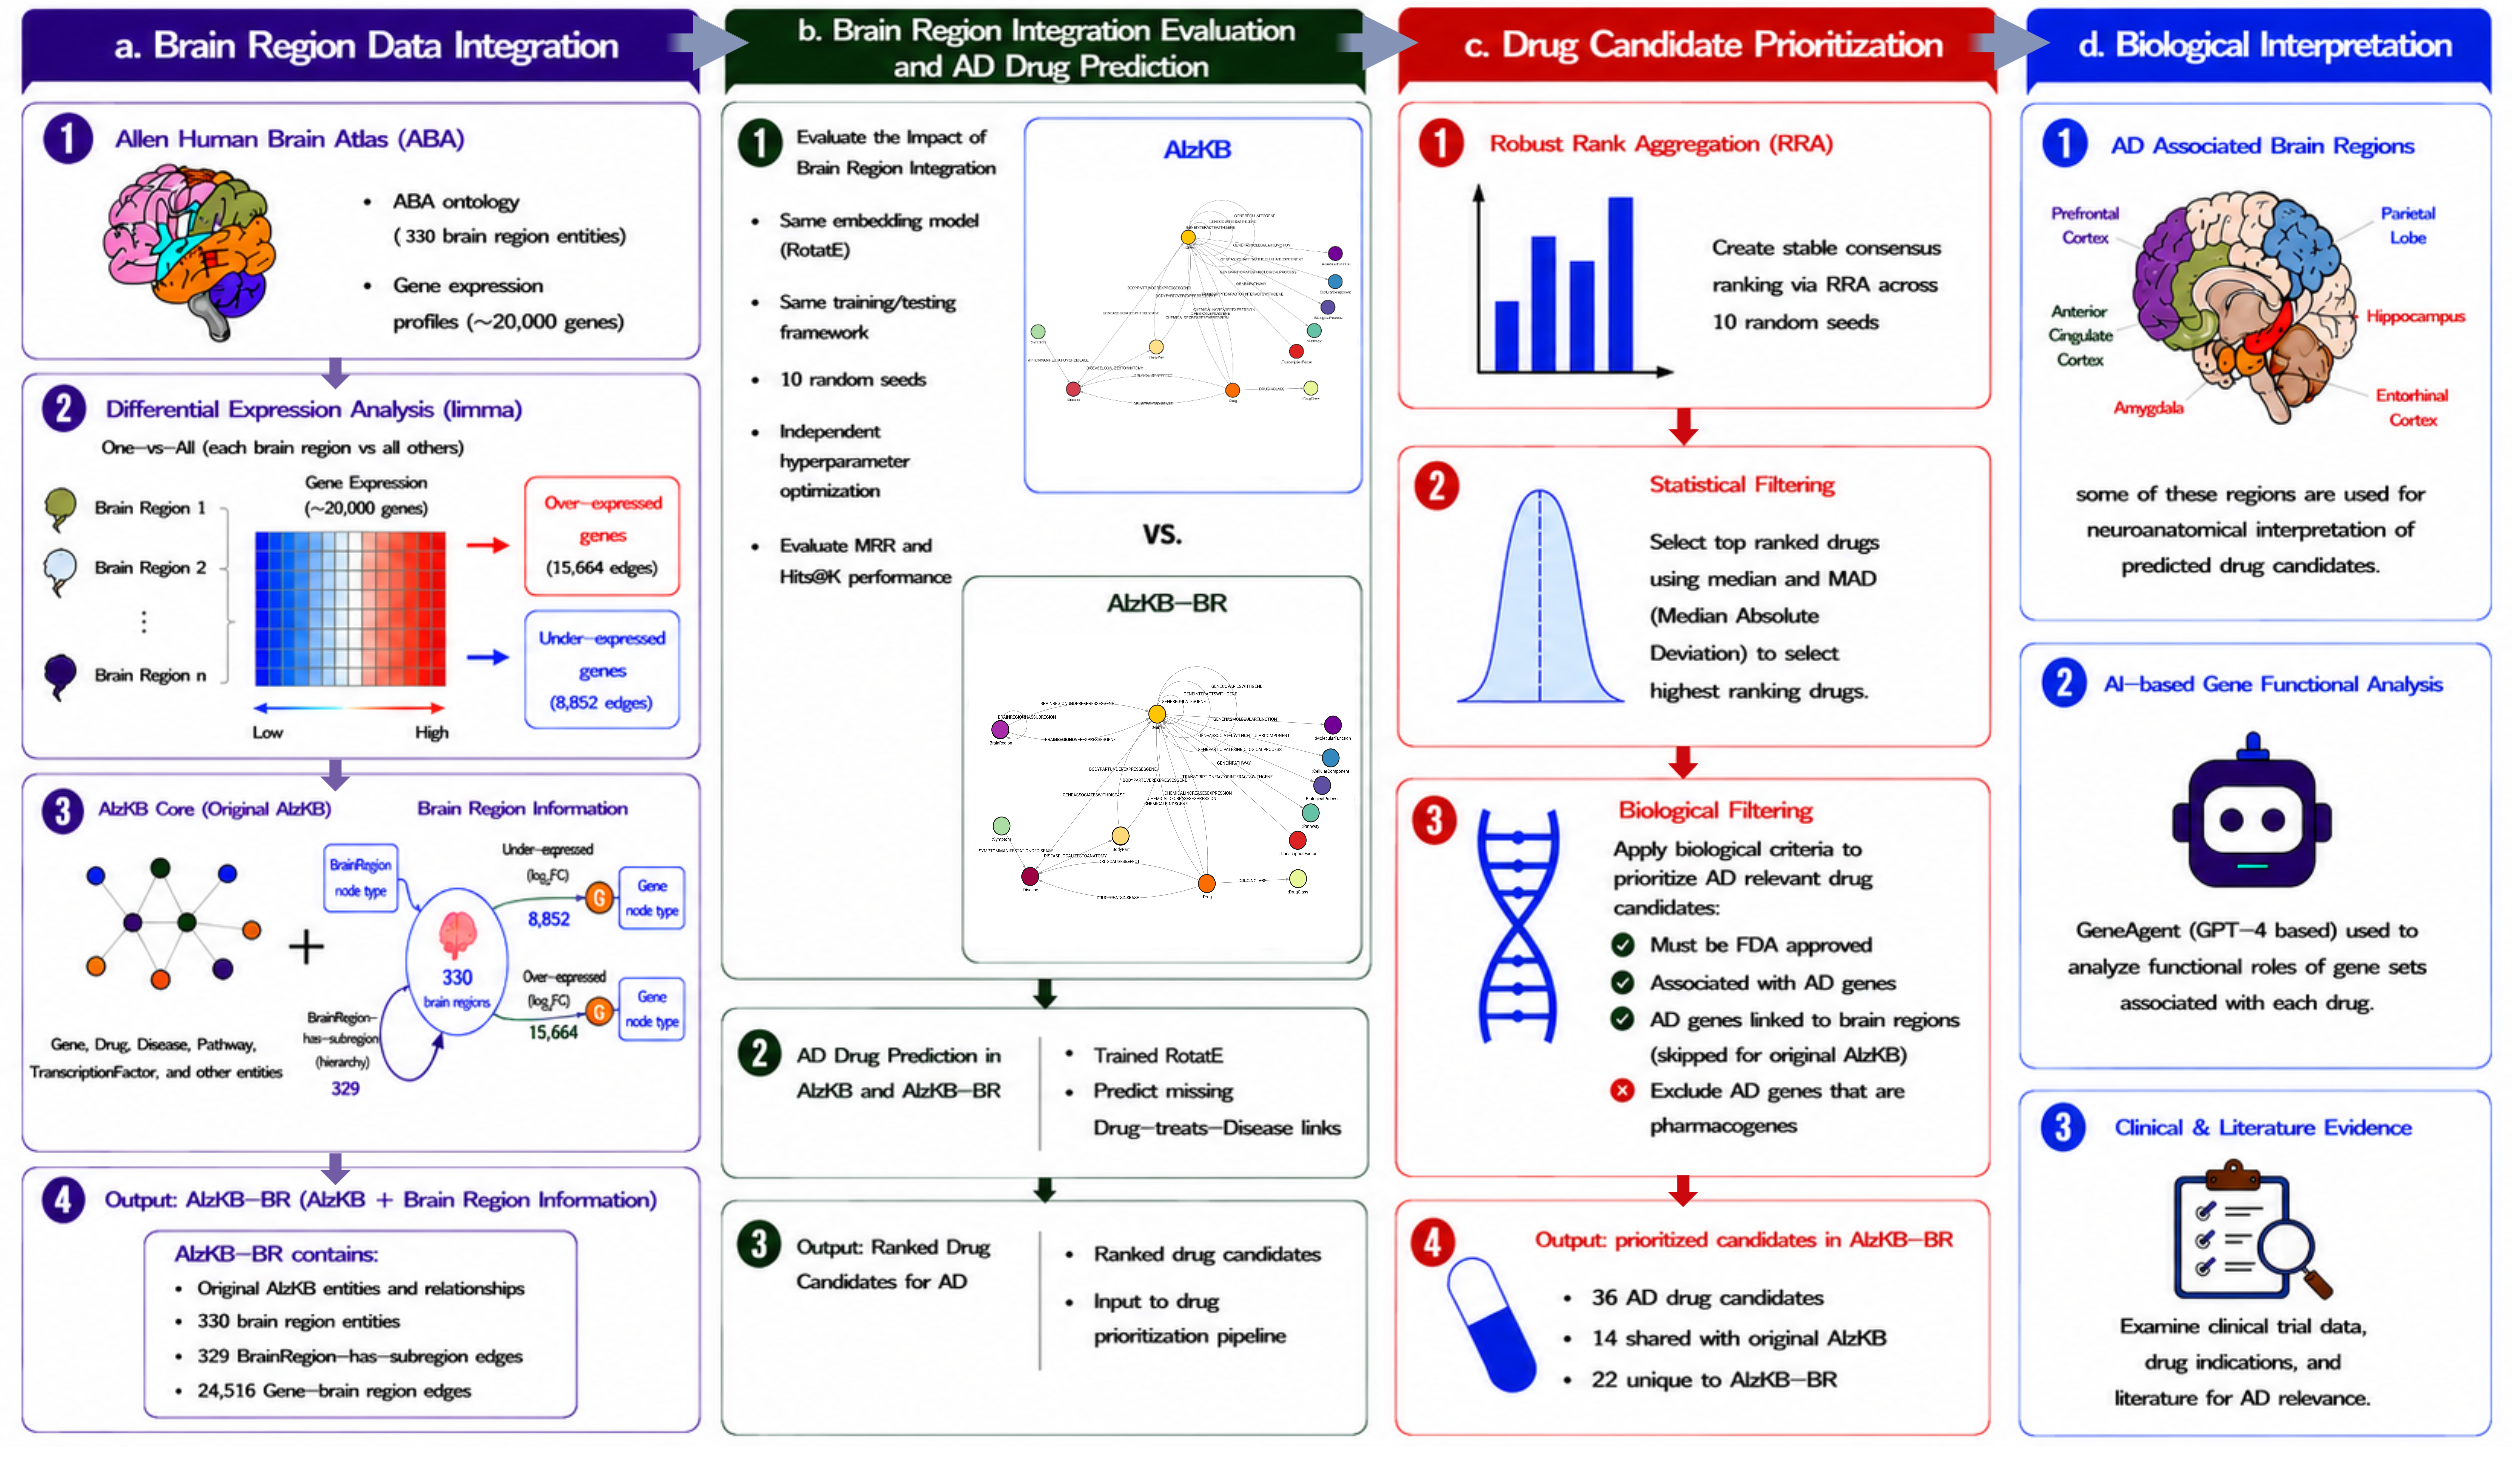 a. Brain Region Data Integration
1
Allen Human Brain Atlas (ABA)
• ABA ontology
( 330 brain region entities)
• Gene expression
profiles (~20,000 genes)
2
Differential Expression Analysis (limma)
One-vs-All (each brain region vs all others)
Gene Expression
(~20,000 genes)
Brain Region 1
Brain Region 2
⋮
Brain Region n
Low
High
Over-expressed
genes
(15,664 edges)
Under-expressed
genes
(8,852 edges)
3
AlzKB Core (Original AlzKB)
Brain Region Information
Gene, Drug, Disease, Pathway,
TranscriptionFactor, and other entities
+
BrainRegion
node type
330
brain regions
Under-expressed
(log₂FC)
8,852
G
Gene
node type
Over-expressed
(log₂FC)
15,664
G
Gene
node type
BrainRegion-
has-subregion
(hierarchy)
329
4
Output: AlzKB-BR (AlzKB + Brain Region Information)
AlzKB-BR contains:
• Original AlzKB entities and relationships
• 330 brain region entities
• 329 BrainRegion-has-subregion edges
• 24,516 Gene-brain region edges
b. Brain Region Integration Evaluation
and AD Drug Prediction
1
Evaluate the Impact of
Brain Region Integration
• Same embedding model
(RotatE)
• Same training/testing
framework
• 10 random seeds
• Independent
hyperparameter
optimization
• Evaluate MRR and
Hits@K performance
AlzKB
VS.
AlzKB-BR
BRAINREGIONUNDEREXPRESSESGENE
BRAINREGIONHASSUBREGION
BRAINREGIONOVEREXPRESSESGENE
GENEHASMOLECULARFUNCTION
GENEINPATHWAY
BODYPARTUNDEREXPRESSESGENE
BODYPARTOVEREXPRESSESGENE
GENEASSOCIATESWITHDISEASE
2
AD Drug Prediction in
AlzKB and AlzKB-BR
• Trained RotatE
• Predict missing
Drug-treats-Disease links
3
Output: Ranked Drug
Candidates for AD
• Ranked drug candidates
• Input to drug
prioritization pipeline
c. Drug Candidate Prioritization
1
Robust Rank Aggregation (RRA)
Create stable consensus
ranking via RRA across
10 random seeds
2
Statistical Filtering
Select top ranked drugs
using median and MAD
(Median Absolute
Deviation) to select
highest ranking drugs.
3
Biological Filtering
Apply biological criteria to
prioritize AD relevant drug
candidates:
Must be FDA approved
Associated with AD genes
AD genes linked to brain regions
(skipped for original AlzKB)
Exclude AD genes that are
pharmacogenes
4
Output: prioritized candidates in AlzKB-BR
• 36 AD drug candidates
• 14 shared with original AlzKB
• 22 unique to AlzKB-BR
d. Biological Interpretation
1
AD Associated Brain Regions
Prefrontal
Cortex
Parietal
Lobe
Anterior
Cingulate
Cortex
Hippocampus
Amygdala
Entorhinal
Cortex
some of these regions are used for
neuroanatomical interpretation of
predicted drug candidates.
2
AI-based Gene Functional Analysis
GeneAgent (GPT-4 based) used to
analyze functional roles of gene sets
associated with each drug.
3
Clinical & Literature Evidence
Examine clinical trial data,
drug indications, and
literature for AD relevance.